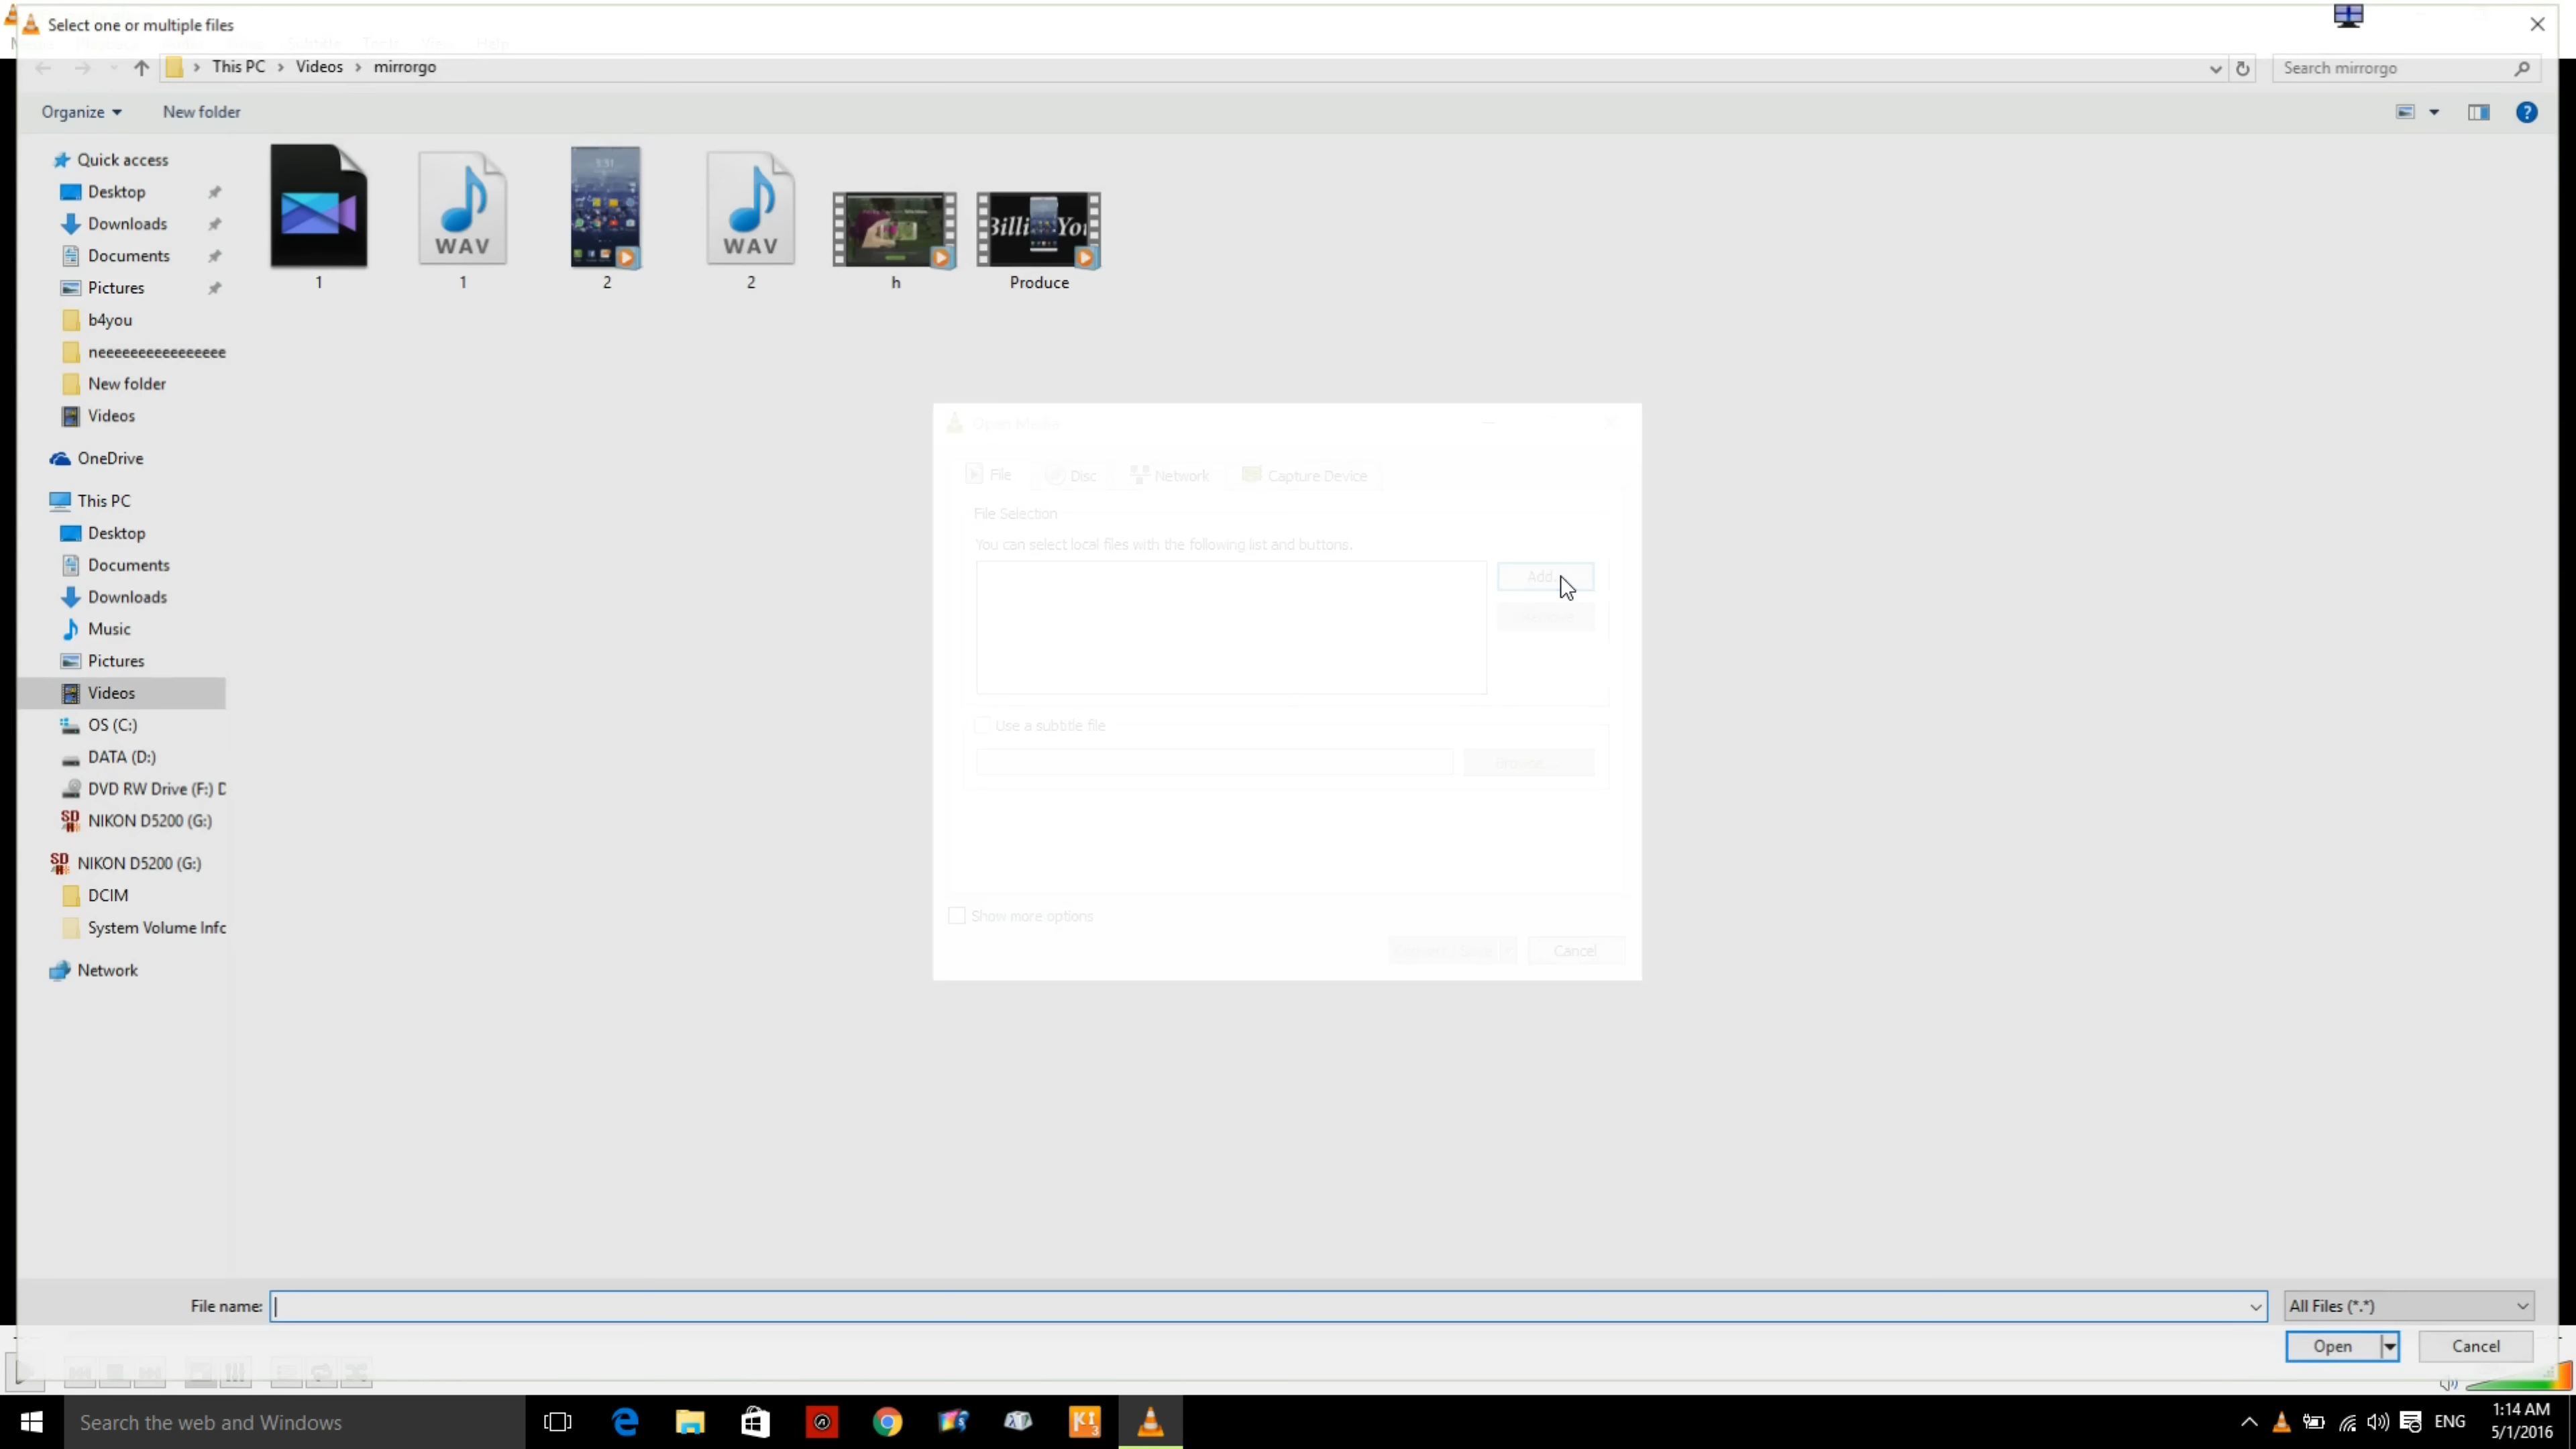 Select one or multiple files
This PC > Videos > mirrorgo
Search mirrorgo
Organize
New folder
Quick access
Desktop
Downloads
Documents
Pictures
b4you
neeeeeeeeeeeeeeee
New folder
Videos
OneDrive
This PC
Desktop
Documents
Downloads
Music
Pictures
Videos
OS (C:)
DATA (D:)
DVD RW Drive (F:) D
NIKON D5200 (G:)
NIKON D5200 (G:)
DCIM
System Volume Info
Network
WAV
WAV
1
1
2
2
h
Produce
Open Media
File
Disc
Network
Capture Device
File Selection
You can select local files with the following list and buttons.
Add...
Use a subtitle file
Browse...
Show more options
Cancel
File name:
All Files (*.*)
Open
Cancel
Search the web and Windows
ENG
1:14 AM
5/1/2016